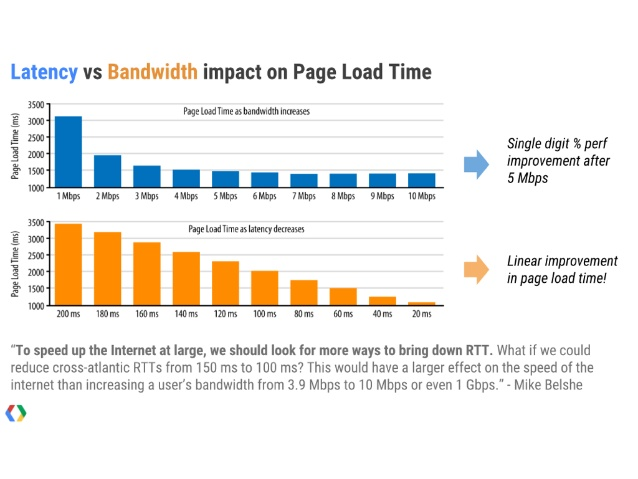 Latency vs Bandwidth impact on Page Load Time
Page Load Time (ms)
3500
3000
2500
2000
1500
1000
Page Load Time as bandwidth increases
1 Mbps 2 Mbps 3 Mbps 4 Mbps 5 Mbps 6 Mbps 7 Mbps 8 Mbps 9 Mbps 10 Mbps
Single digit % perf
improvement after
5 Mbps
Page Load Time (ms)
3500
3000
2500
2000
1500
1000
Page Load Time as latency decreases
200 ms 180 ms 160 ms 140 ms 120 ms 100 ms 80 ms 60 ms 40 ms 20 ms
Linear improvement
in page load time!
“To speed up the Internet at large, we should look for more ways to bring down RTT. What if we could
reduce cross-atlantic RTTs from 150 ms to 100 ms? This would have a larger effect on the speed of the
internet than increasing a user’s bandwidth from 3.9 Mbps to 10 Mbps or even 1 Gbps.” - Mike Belshe